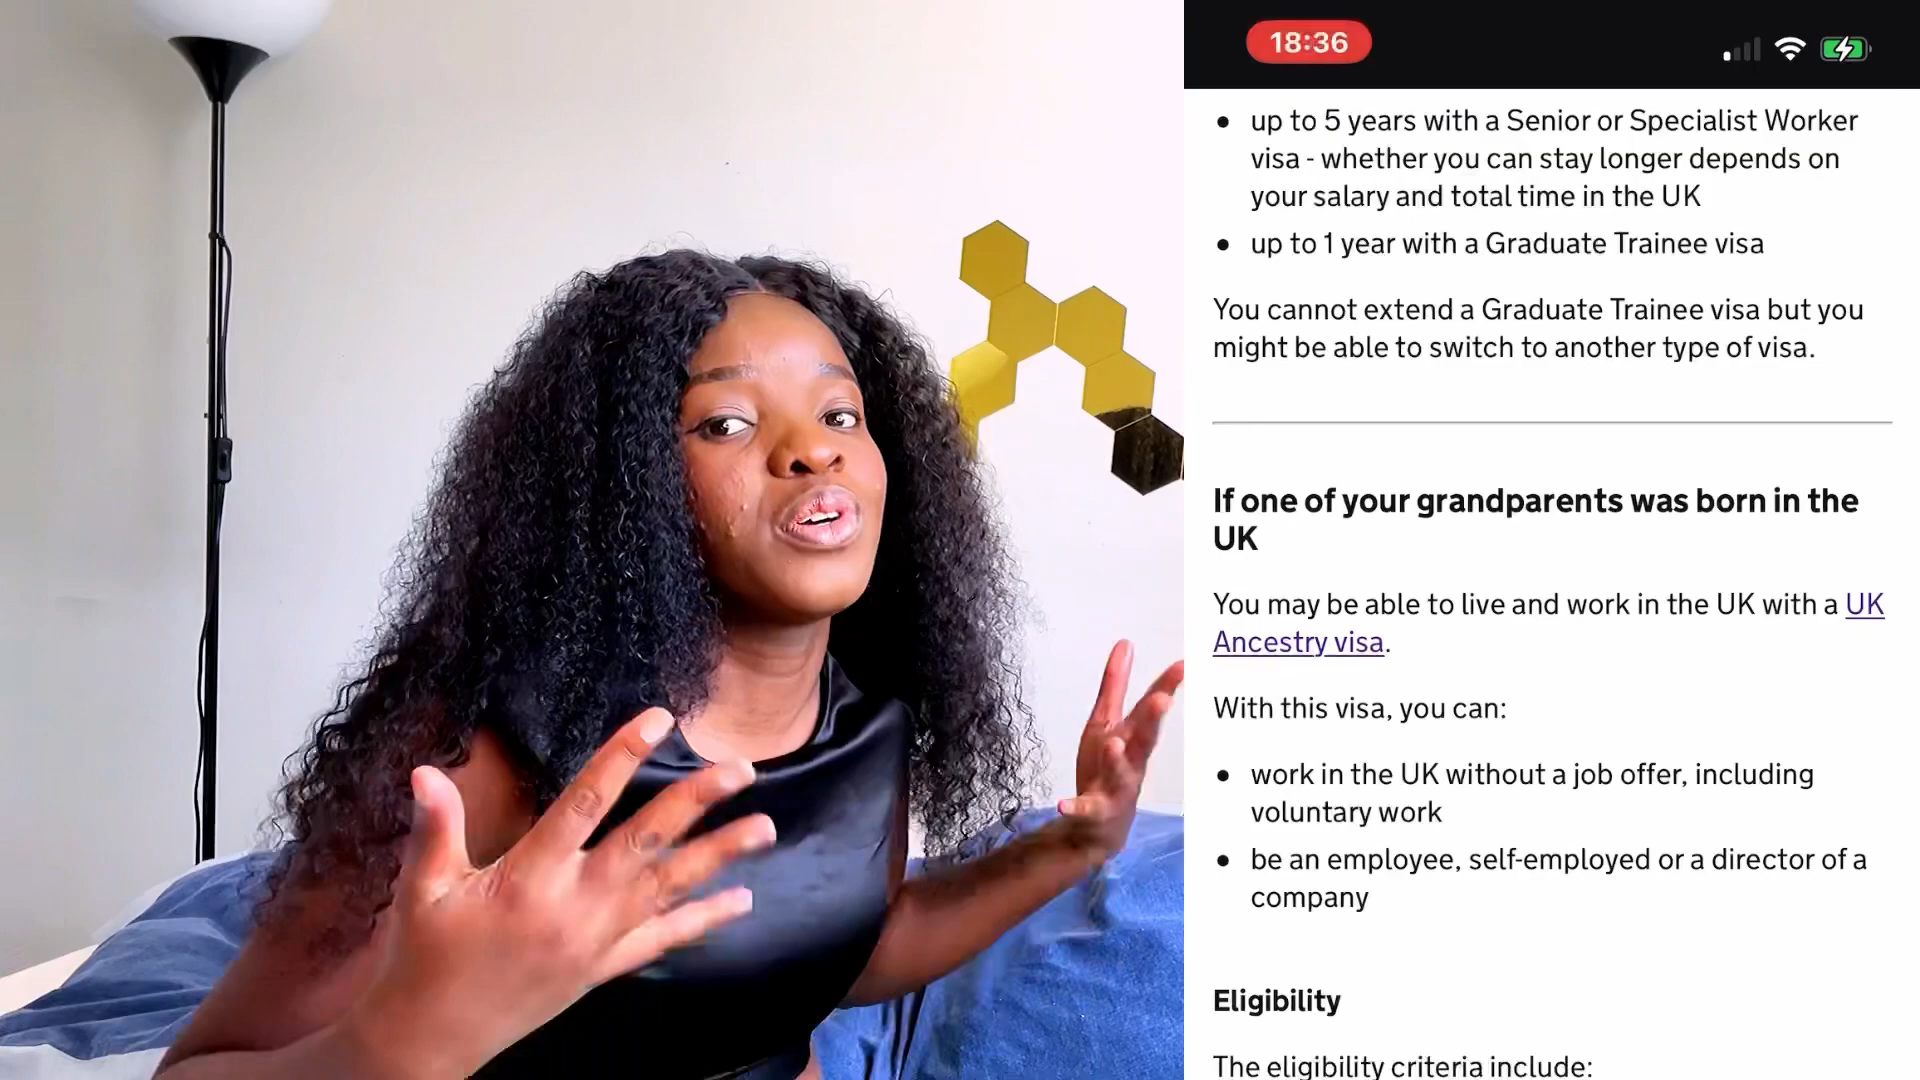 18:36
• up to 5 years with a Senior or Specialist Worker
visa - whether you can stay longer depends on
your salary and total time in the UK
• up to 1 year with a Graduate Trainee visa
You cannot extend a Graduate Trainee visa but you
might be able to switch to another type of visa.
If one of your grandparents was born in the
UK
You may be able to live and work in the UK with a UK
Ancestry visa.
With this visa, you can:
• work in the UK without a job offer, including
voluntary work
• be an employee, self-employed or a director of a
company
Eligibility
The eligibility criteria include: